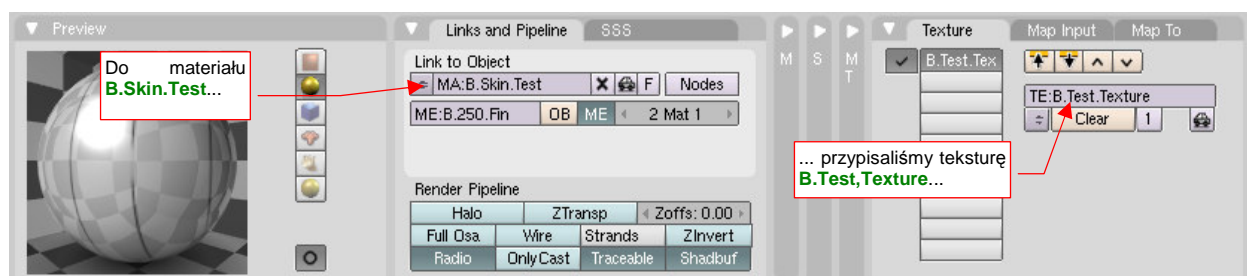 Preview
Do materiału
B.Skin.Test...
Links and Pipeline SSS
Link to Object
MA:B.Skin.Test F Nodes
ME:B.250.Fin OB ME 2 Mat 1
Render Pipeline
Halo ZTransp Zoffs: 0.00
Full Osa Wire Strands ZInvert
Radio OnlyCast Traceable Shadbuf
M S M
T
Texture Map Input Map To
B.Test.Tex
TE:B.Test.Texture
Clear 1
... przypisaliśmy teksturę
B.Test,Texture...